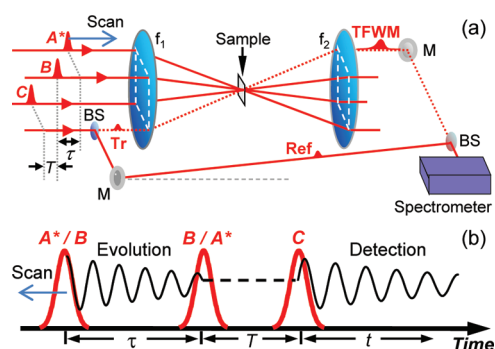 (a)
A* Scan
f₁
f₂
Sample
TFWM
M
B
C
BS
Tr
T τ
M
Ref
BS
Spectrometer
(b)
A* / B Evolution B / A* C Detection
Scan
τ T t Time